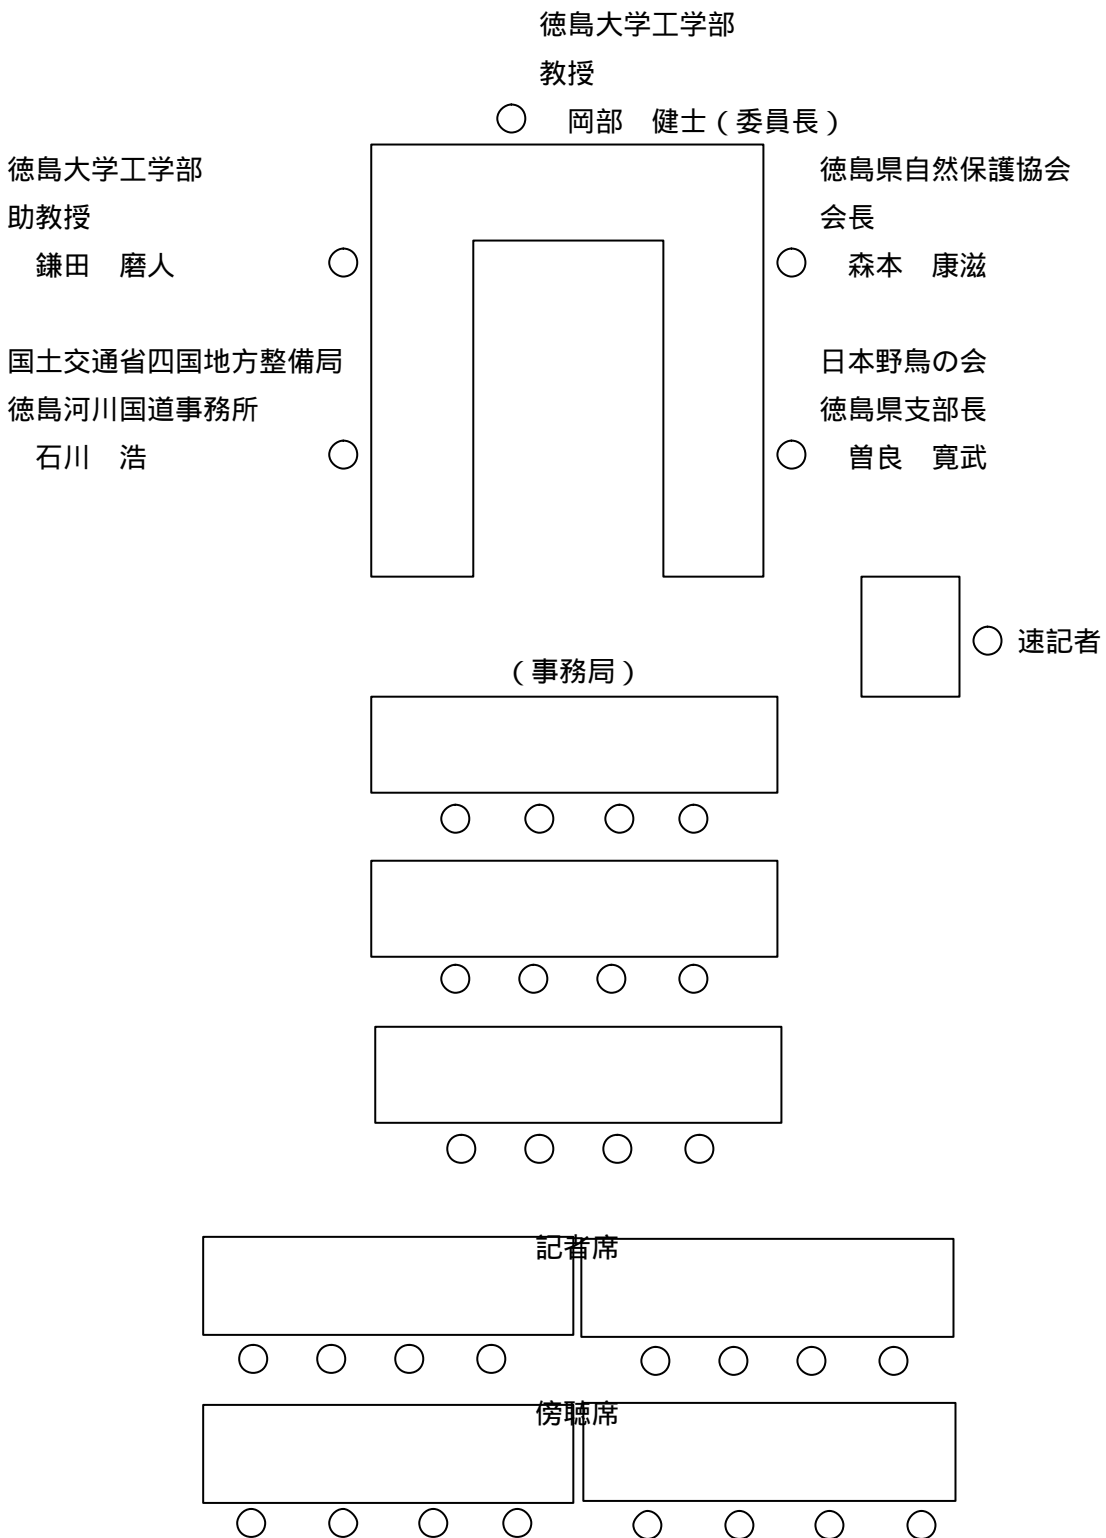 徳島大学工学部
教授
岡部　健士（委員長）
徳島大学工学部
助教授
鎌田　磨人
徳島県自然保護協会
会長
森本　康滋
国土交通省四国地方整備局
徳島河川国道事務所
石川　浩
日本野鳥の会
徳島県支部長
曽良　寛武
速記者
（事務局）
記者席
傍聴席